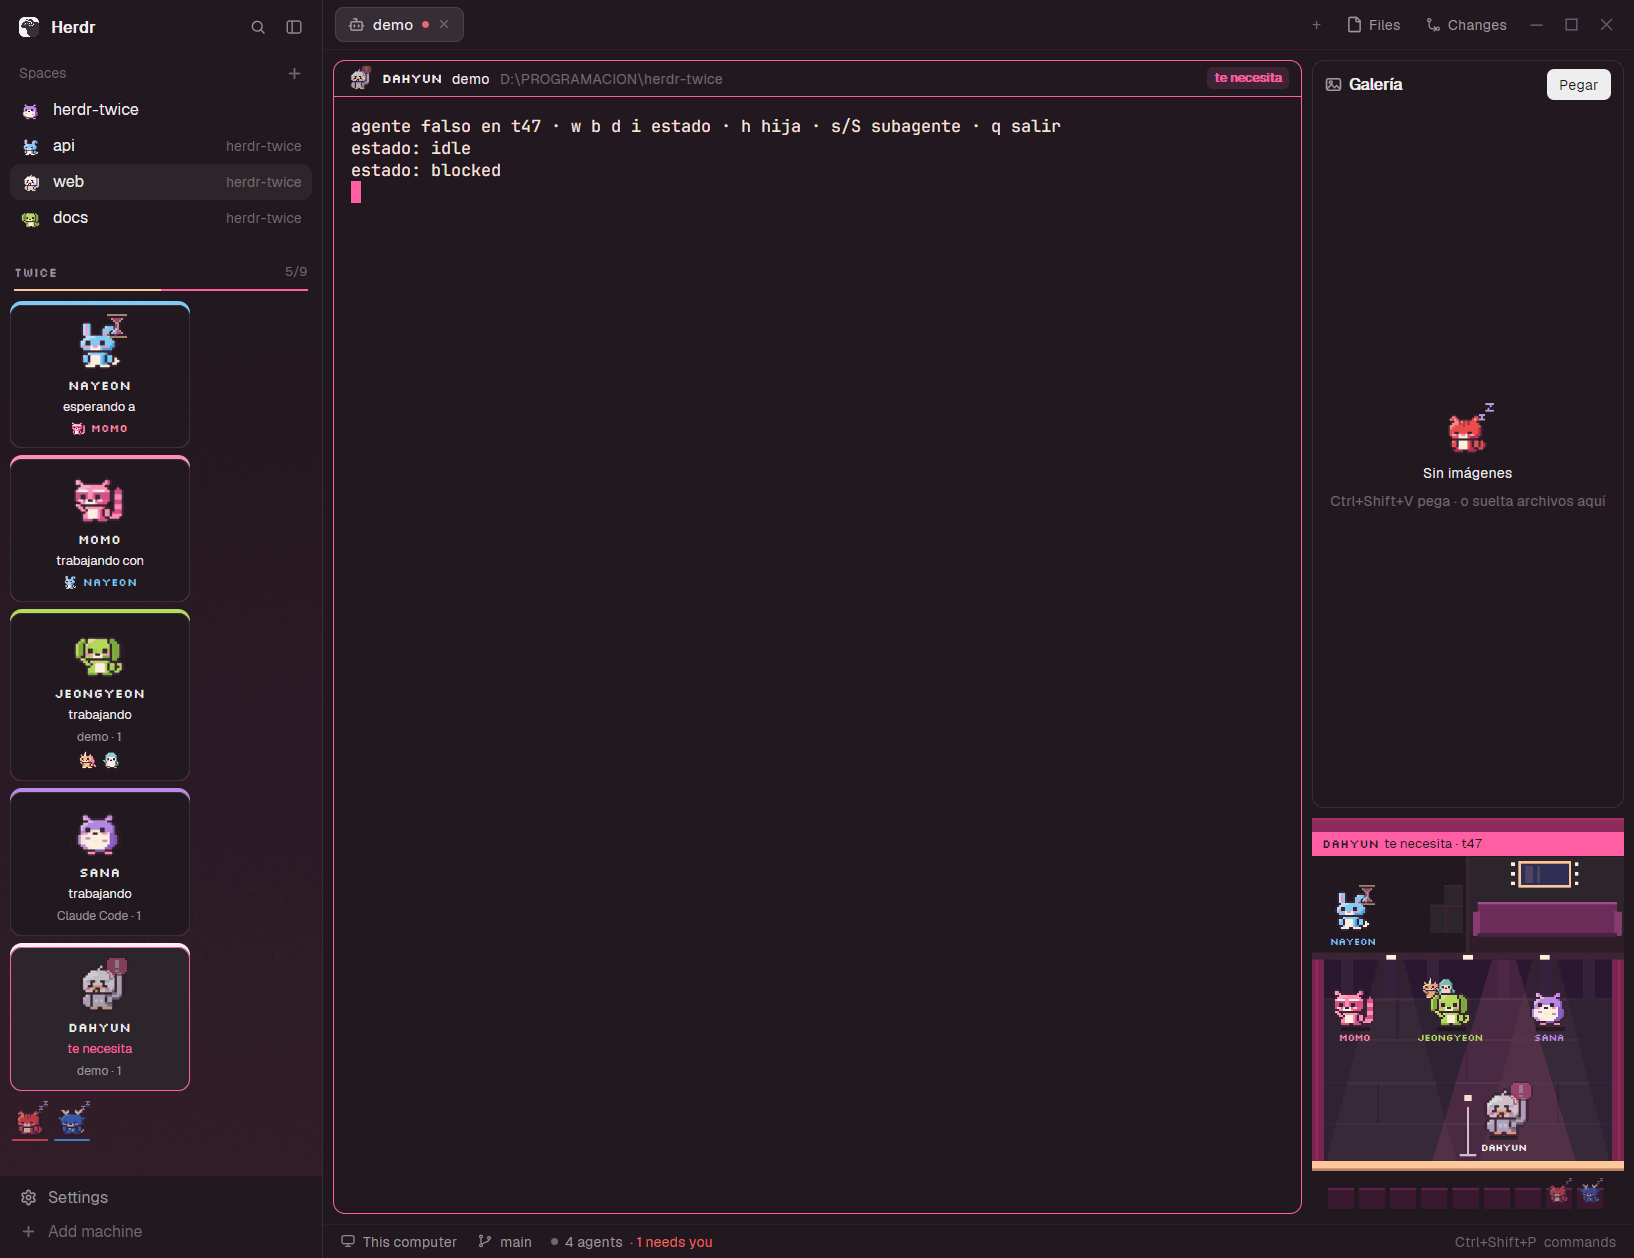 Herdr
Spaces
herdr-twice
api herdr-twice
web herdr-twice
docs herdr-twice
TWICE 5/9
NAYEON
esperando a
MOMO
MOMO
trabajando con
NAYEON
JEONGYEON
trabajando
demo · 1
SANA
trabajando
Claude Code · 1
DAHYUN
te necesita
demo · 1
Settings
+ Add machine
demo
+ Files Changes
DAHYUN demo D:\PROGRAMACION\herdr-twice te necesita
agente falso en t47 · w b d i estado · h hija · s/S subagente · q salir
estado: idle
estado: blocked
Galería Pegar
Sin imágenes
Ctrl+Shift+V pega · o suelta archivos aquí
DAHYUN te necesita · t47
NAYEON
MOMO JEONGYEON SANA
DAHYUN
This computer main 4 agents · 1 needs you Ctrl+Shift+P commands